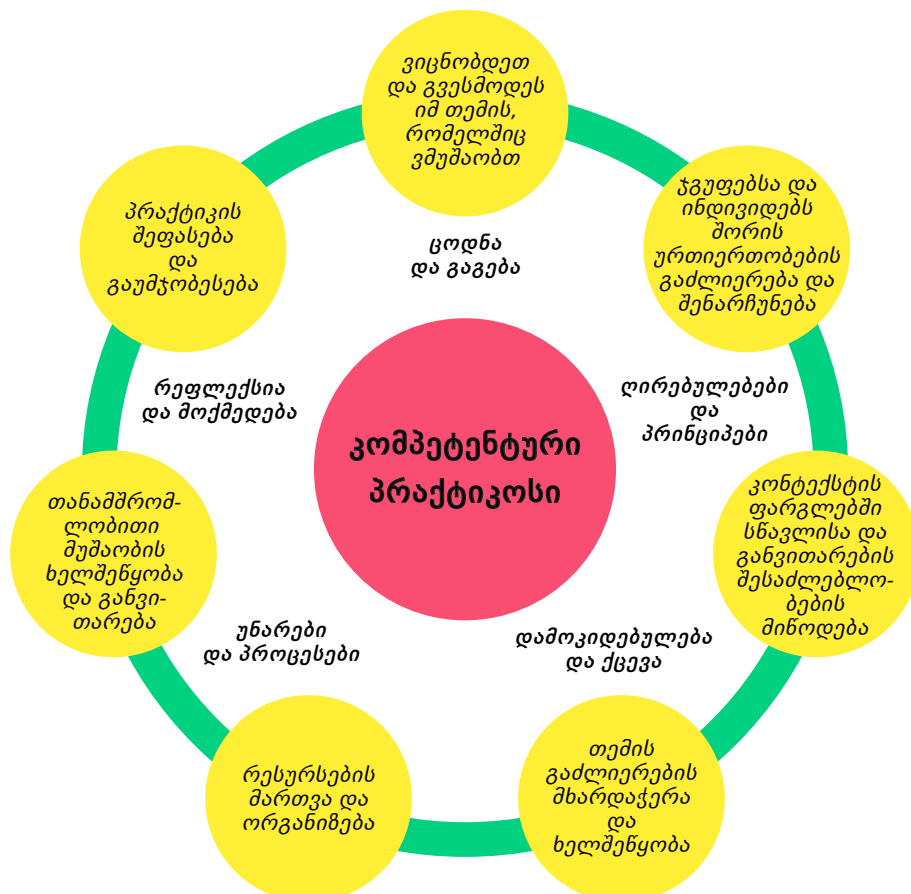 ვიცნობდეთ
და გვესმოდეს
იმ თემის,
რომელშიც
ვმუშაობთ
ჯგუფებსა და
ინდივიდებს
შორის
ურთიერთობების
გაძლიერება და
შენარჩუნება
პრაქტიკის
შეფასება
და
გაუმჯობესება
ცოდნა
და გაგება
რეფლექსია
და მოქმედება
ღირებულებები
და
პრინციპები
კომპეტენტური
პრაქტიკოსი
კონტექსტის
ფარგლებში
სწავლისა და
განვითარების
შესაძლებლო-
ბების
მიწოდება
თანამშრომ-
ლობითი
მუშაობის
ხელშეწყობა
და განვი-
თარება
უნარები
და პროცესები
დამოკიდებულება
და ქცევა
რესურსების
მართვა და
ორგანიზება
თემის
გაძლიერების
მხარდაჭერა
და
ხელშეწყობა